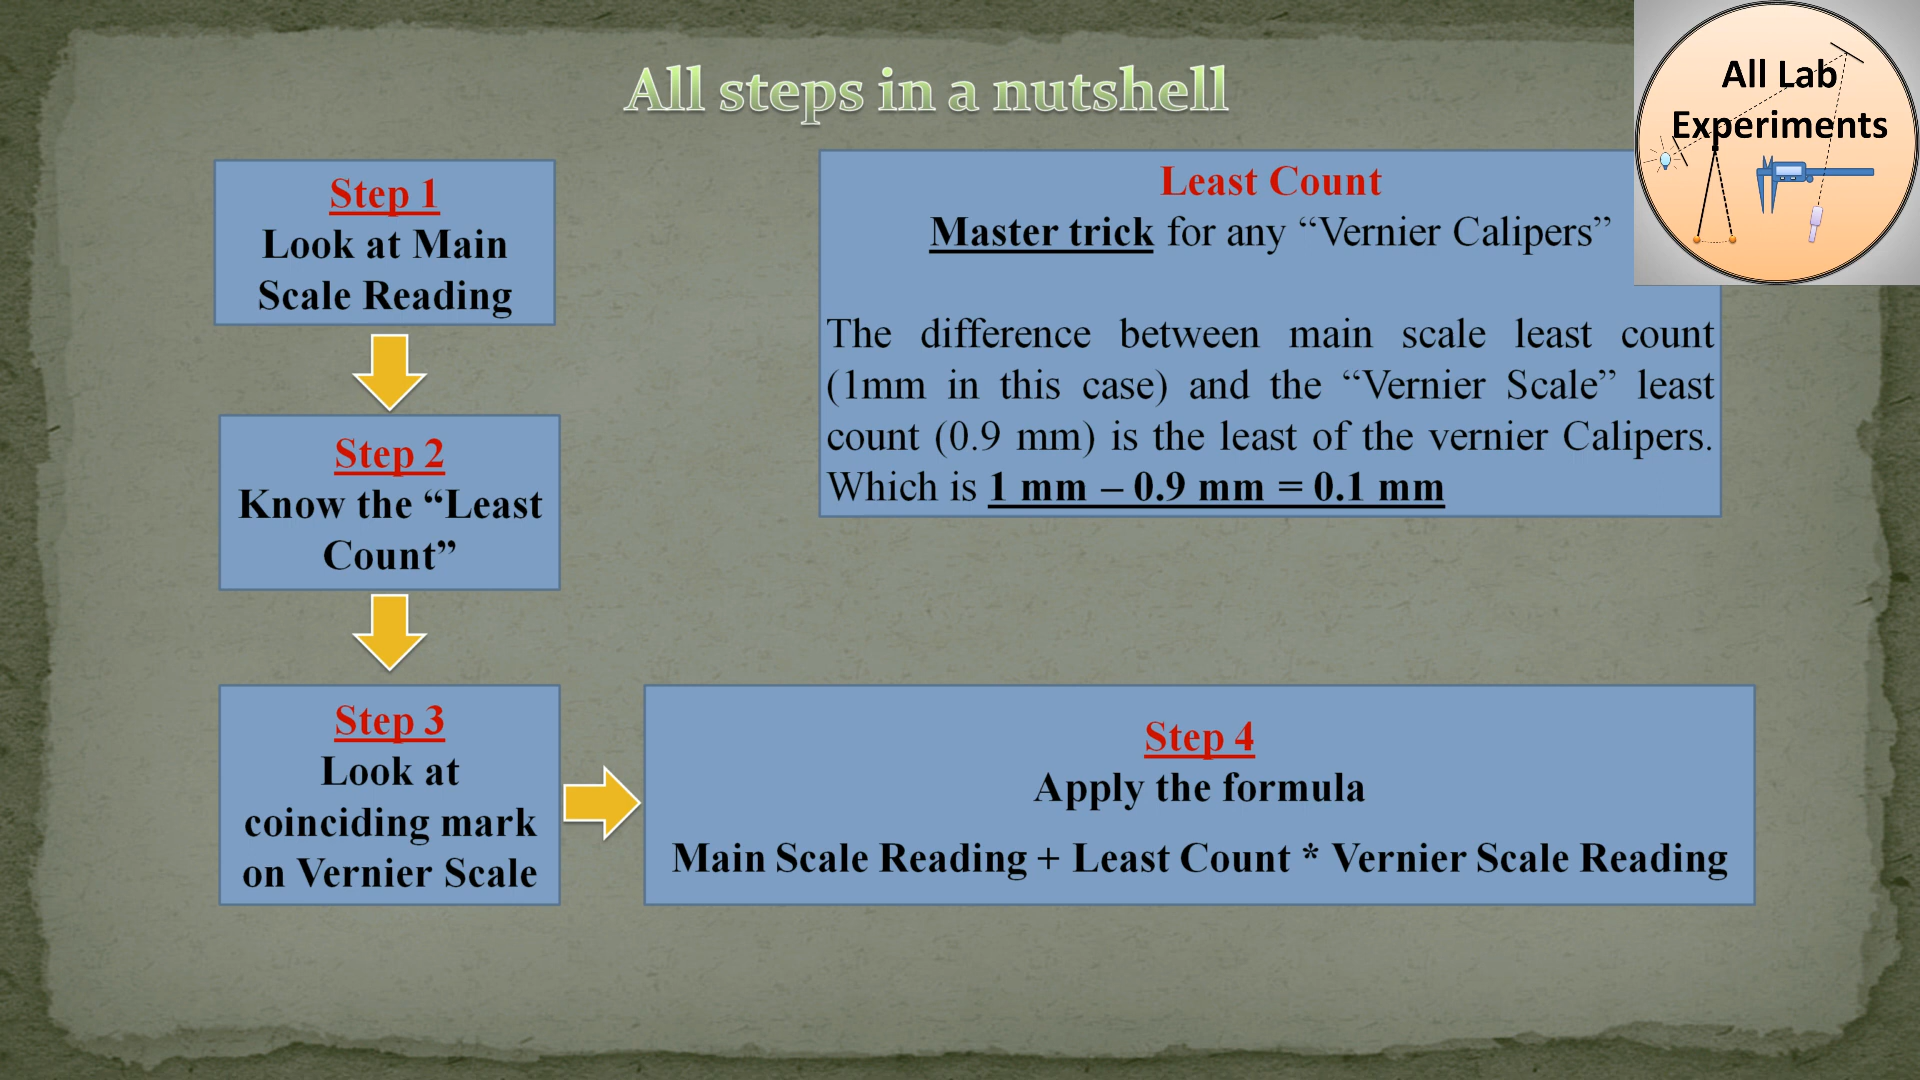 All steps in a nutshell
All Lab
Experiments
Step 1
Look at Main
Scale Reading
Least Count
Master trick for any “Vernier Calipers”
The difference between main scale least count
(1mm in this case) and the “Vernier Scale” least
count (0.9 mm) is the least of the vernier Calipers.
Which is 1 mm – 0.9 mm = 0.1 mm
Step 2
Know the “Least
Count”
Step 3
Look at
coinciding mark
on Vernier Scale
Step 4
Apply the formula
Main Scale Reading + Least Count * Vernier Scale Reading